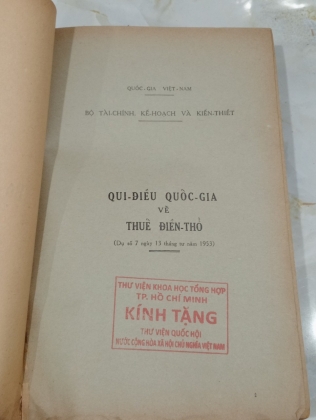 QUỐC-GIA VIỆT-NAM
BỘ TÀI-CHÍNH, KẾ-HOẠCH VÀ KIẾN-THIẾT
QUI-ĐIỀU QUỐC-GIA
VỀ
THUẾ ĐIỀN-THỔ
(Dụ số 7 ngày 13 tháng tư năm 1953)
THƯ VIỆN KHOA HỌC TỔNG HỢP
TP. HỒ CHÍ MINH
KÍNH TẶNG
THƯ VIỆN QUỐC HỘI
NƯỚC CỘNG HÒA XÃ HỘI CHỦ NGHĨA VIỆT NAM